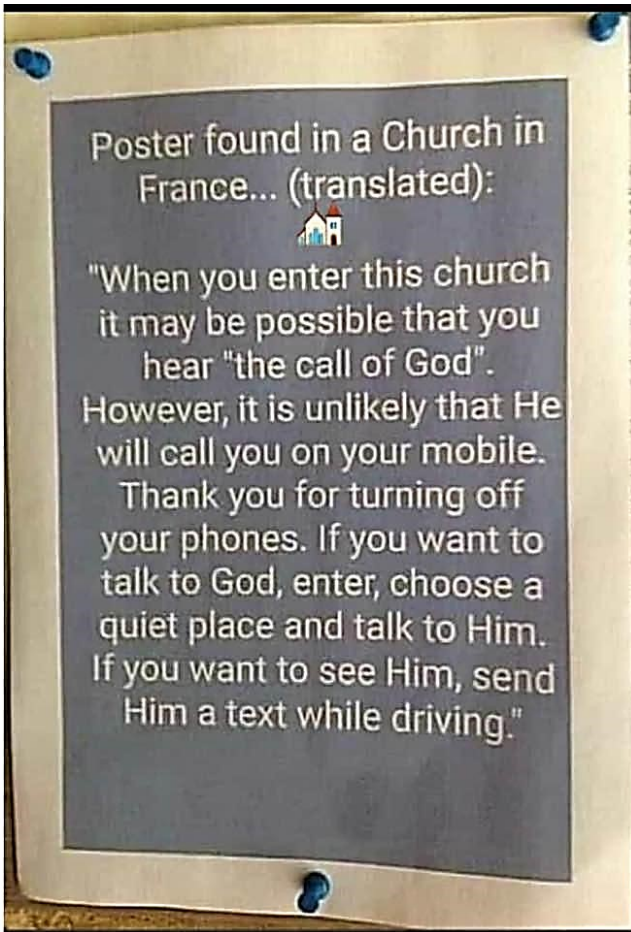 Poster found in a Church in
France... (translated):
"When you enter this church
it may be possible that you
hear "the call of God".
However, it is unlikely that He
will call you on your mobile.
Thank you for turning off
your phones. If you want to
talk to God, enter, choose a
quiet place and talk to Him.
If you want to see Him, send
Him a text while driving."